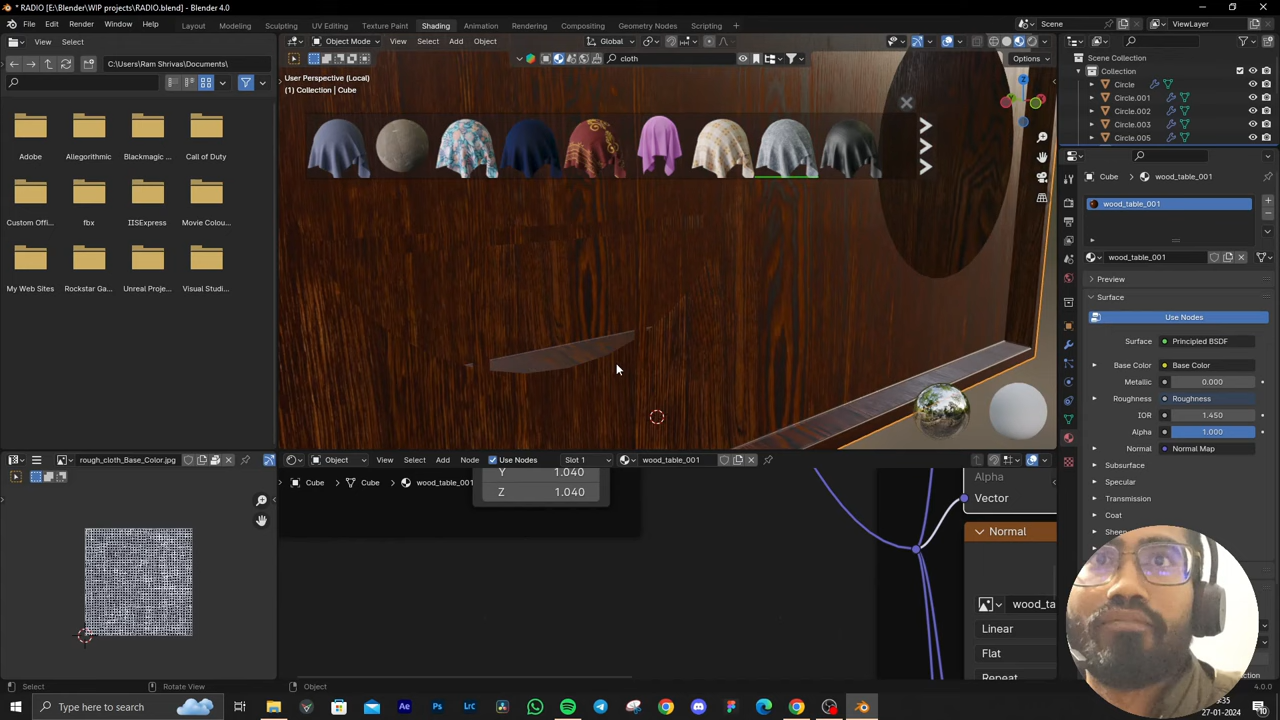 * RADIO [E:\Blender\WIP projects\RADIO.blend] - Blender 4.0
File Edit Render Window Help Layout Modeling Sculpting UV Editing Texture Paint Shading Animation Rendering Compositing Geometry Nodes Scripting Scene ViewLayer
View Select Object Mode View Select Add Object Global cloth Options
C:\Users\Ram Shrivas\Documents\
User Perspective (Local)
(1) Collection | Cube
Adobe Allegorithmic Blackmagic ... Call of Duty
Custom Offi... fbx IISExpress Movie Colou...
My Web Sites Rockstar Ga... Unreal Proje... Visual Studi...
Scene Collection
Collection
Circle
Circle.001
Circle.002
Circle.003
Circle.005
Cube wood_table_001
wood_table_001
wood_table_001
Preview
Surface
Use Nodes
Surface Principled BSDF
Base Color Base Color
Metallic 0.000
Roughness Roughness
IOR 1.450
Alpha 1.000
Normal Normal Map
Subsurface
Specular
Transmission
Coat
Sheen
rough_cloth_Base_Color.jpg Object View Select Add Node Use Nodes Slot 1 wood_table_001
Cube Cube wood_table_001
Y 1.040
Z 1.040
Alpha
Vector
Normal
wood_ta
Linear
Flat
Repeat
Select Rotate View Object 4.0.0
Type here to search
27-01-2024